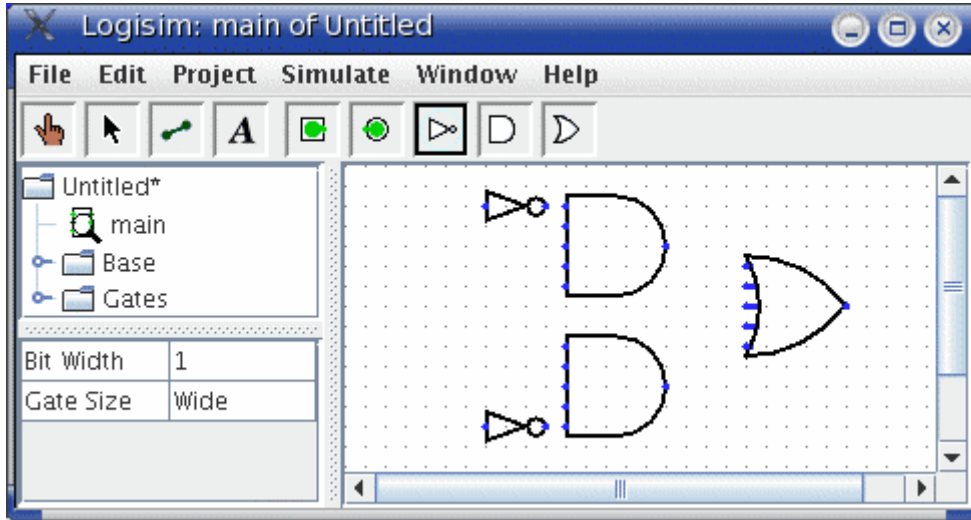 Logisim: main of Untitled
File Edit Project Simulate Window Help
A
Untitled*
main
Base
Gates
Bit Width 1
Gate Size Wide